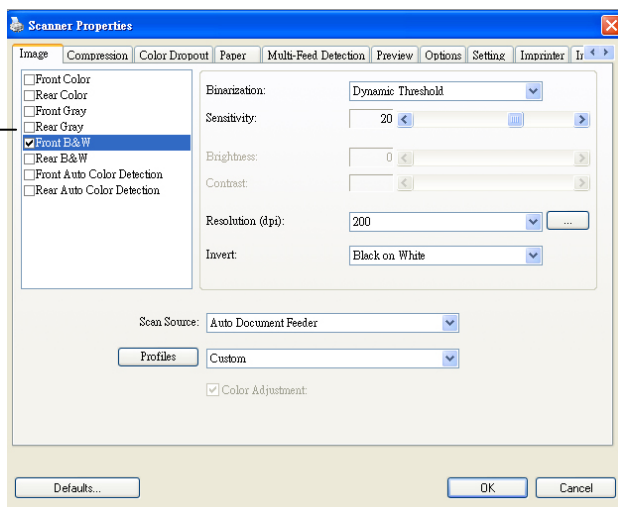 Scanner Properties
Image Compression Color Dropout Paper Multi-Feed Detection Preview Options Setting Imprinter
Front Color
Rear Color
Front Gray
Rear Gray
Front B&W
Rear B&W
Front Auto Color Detection
Rear Auto Color Detection
Binarization: Dynamic Threshold
Sensitivity: 20
Brightness: 0
Contrast:
Resolution (dpi): 200 ...
Invert: Black on White
Scan Source: Auto Document Feeder
Profiles Custom
Color Adjustment:
Defaults... OK Cancel